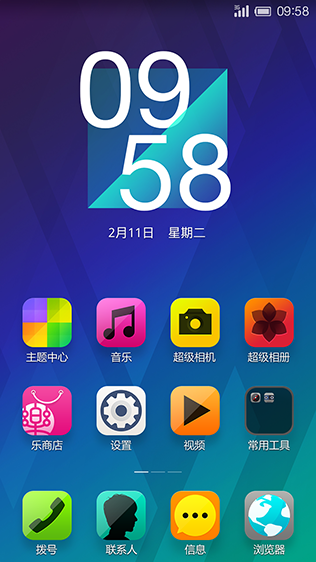 09:58
09
58
2月11日 星期二
主题中心 音乐 超级相机 超级相册
乐商店 设置 视频 常用工具
拨号 联系人 信息 浏览器